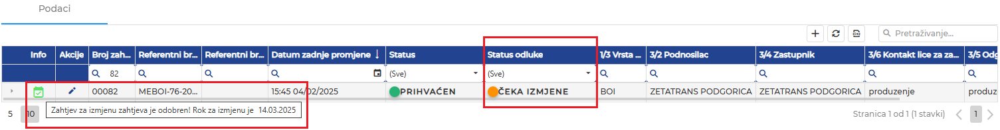 Podaci
Pretraživanje...
Info Akcije Broj zah... Referentni br... Referentni br... Datum zadnje promjene Status Status odluke 1/3 Vrsta ... 3/2 Podnosilac 3/4 Zastupnik 3/6 Kontakt lice za za... 3/5 Odg
82 (Sve) (Sve)
00082 MEBOI-76-20... 15:45 04/02/2025 PRIHVAĆEN ČEKA IZMJENE BOI ZETATRANS PODGORICA ZETATRANS PODGORICA produzenje produz
Zahtjev za izmjenu zahtjeva je odobren! Rok za izmjenu je 14.03.2025
5 10 Stranica 1 od 1 (1 stavki) 1